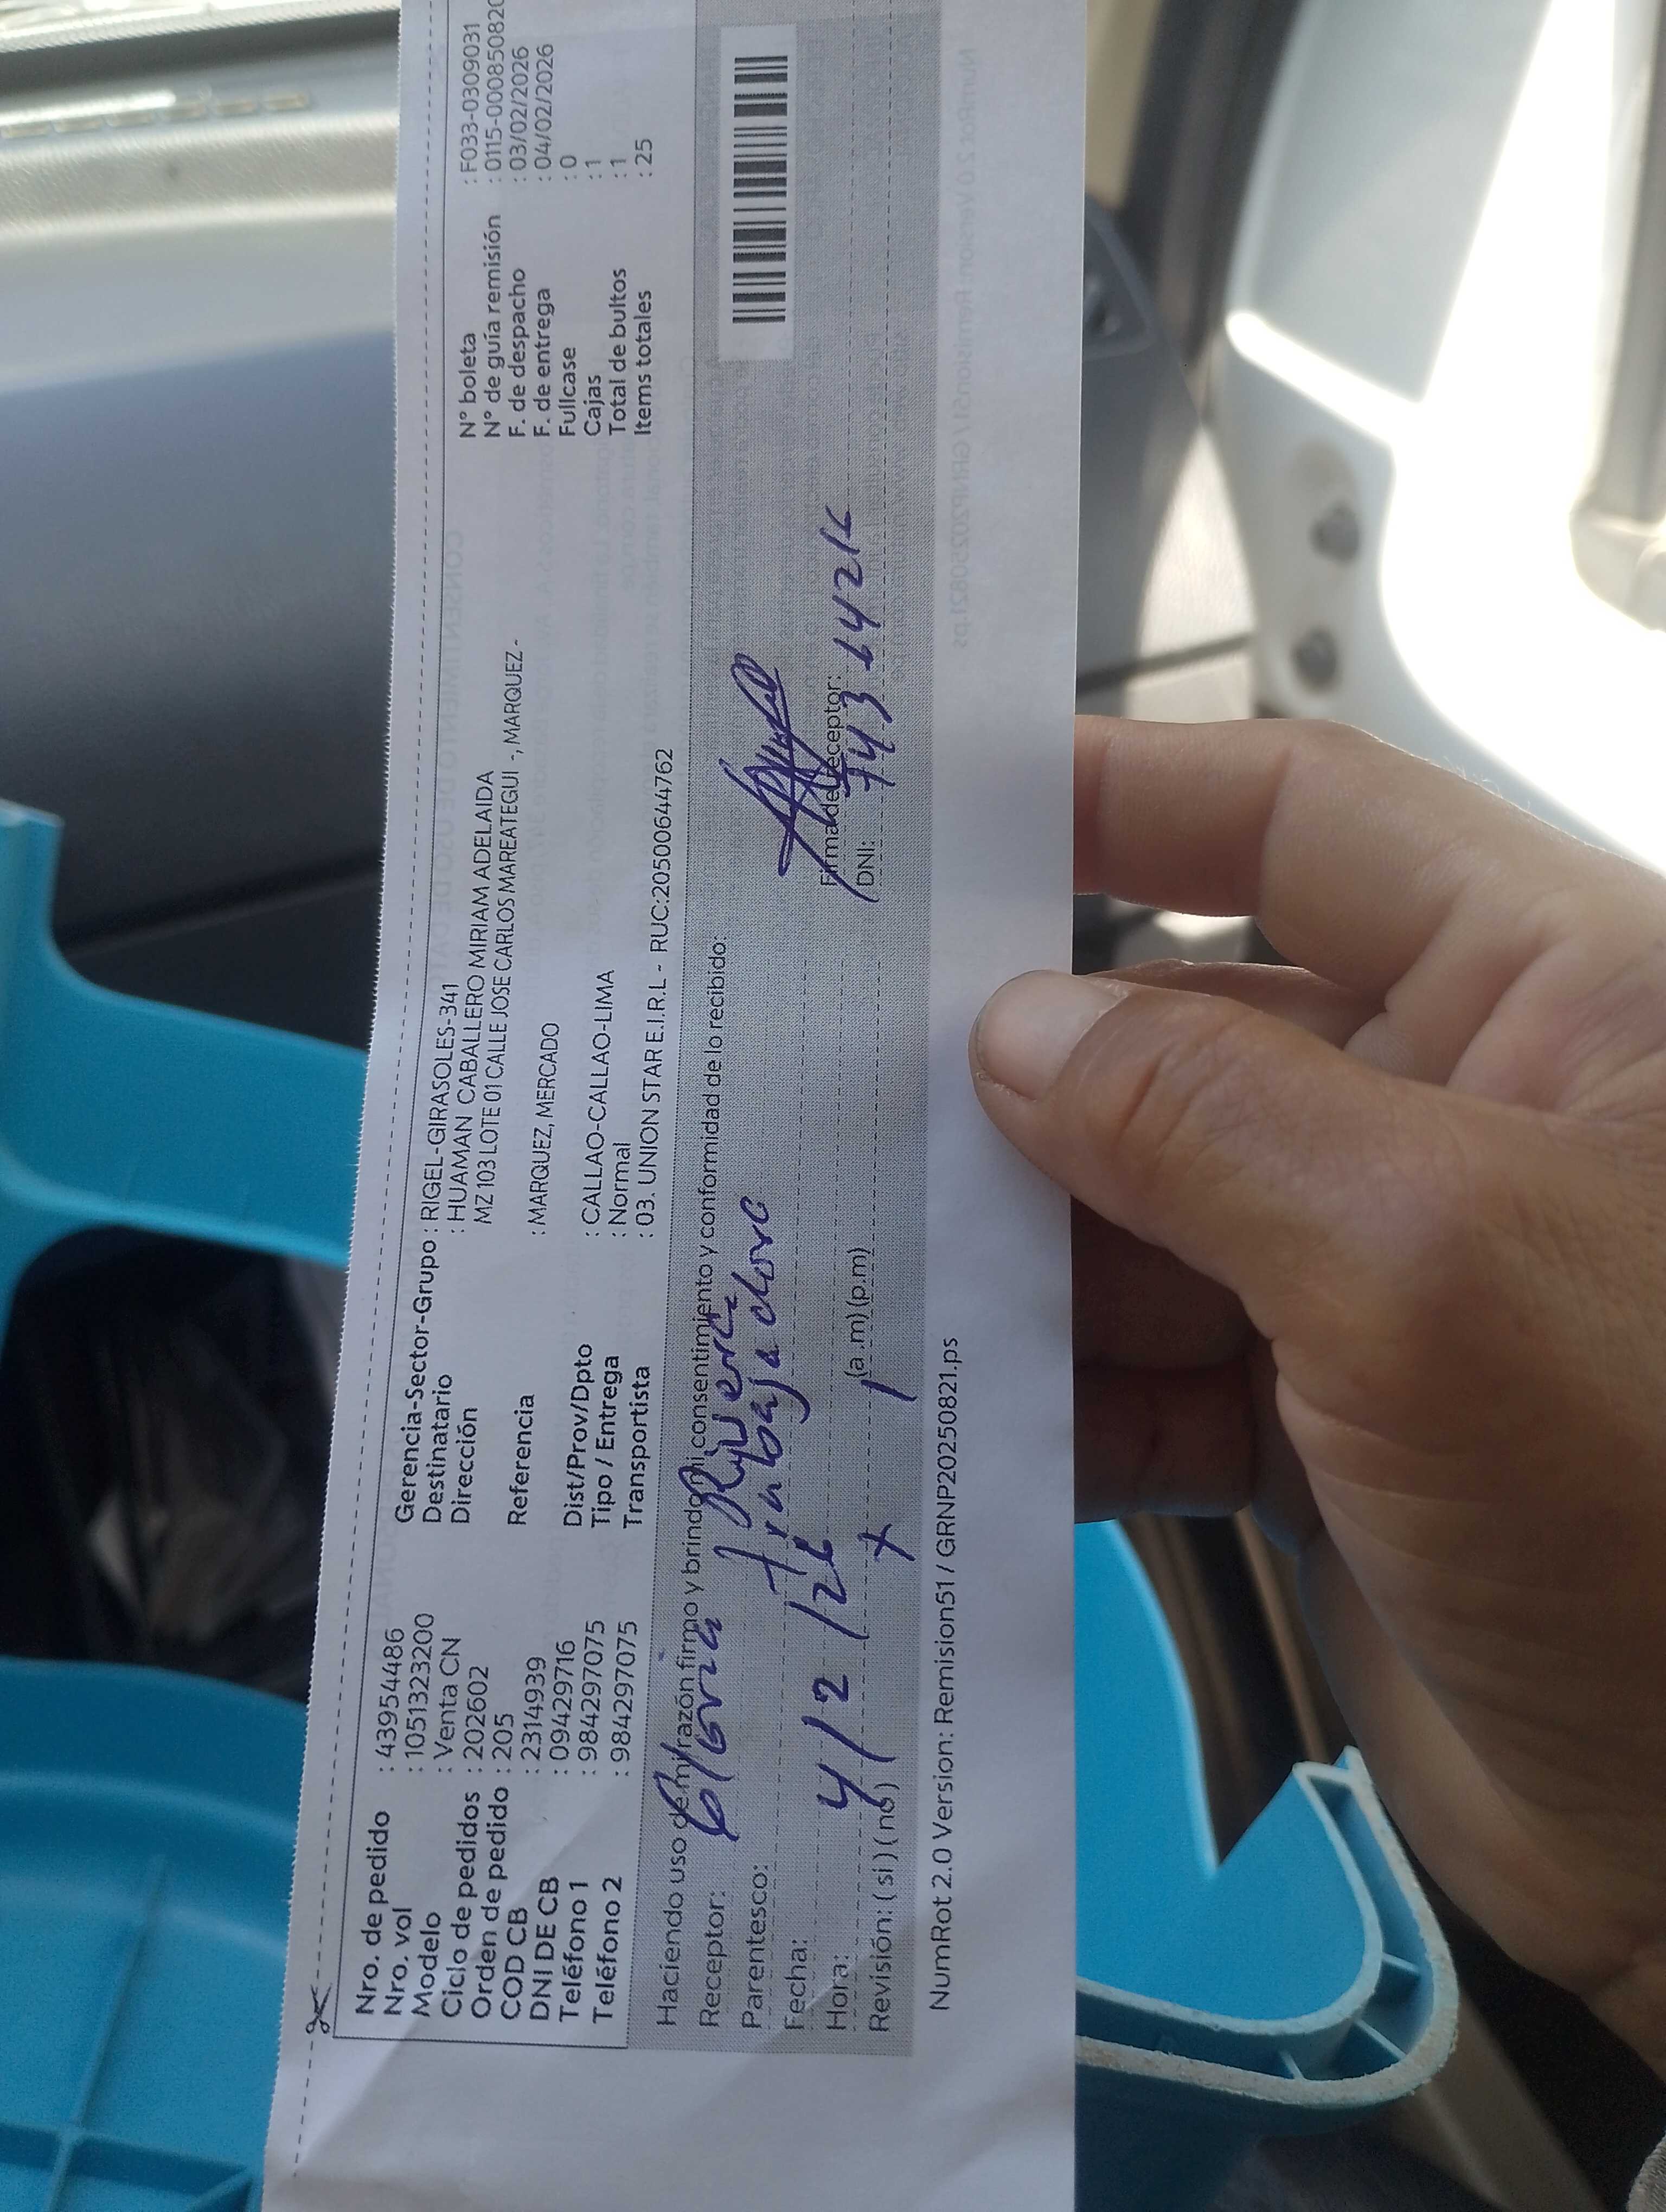 Nro. de pedido : 43954486
Nro. vol : 1051323200
Modelo : Venta CN
Ciclo de pedidos : 202602
Orden de pedido : 205
COD CB : 2314939
DNI DE CB : 09429716
Teléfono 1 : 984297075
Teléfono 2 : 984297075
Gerencia-Sector-Grupo : RIGEL-GIRASOLES-341
Destinatario : HUAMAN CABALLERO MIRIAM ADELAIDA
Dirección MZ 103 LOTE 01 CALLE JOSE CARLOS MAREATEGUI -, MARQUEZ -
Referencia : MARQUEZ, MERCADO
Dist/Prov/Dpto : CALLAO-CALLAO-LIMA
Tipo / Entrega : Normal
Transportista : 03. UNION STAR E.I.R.L - RUC:20500644762
N° boleta : F033-0309031
N° de guía remisión : 0115-000850820
F. de despacho : 03/02/2026
F. de entrega : 04/02/2026
Fullcase : 0
Cajas : 1
Total de bultos : 1
Items totales : 25
Haciendo uso de mi razón firmo y brindo mi consentimiento y conformidad de lo recibido:
Receptor: Gloria
Parentesco: trabajadora
Fecha: 4/2/26
Hora: (a.m) (p.m)
Revisión: ( si ) ( no )
Firma del receptor:
DNI:
NumRot 2.0 Version: Remision51 / GRNP20250821.ps